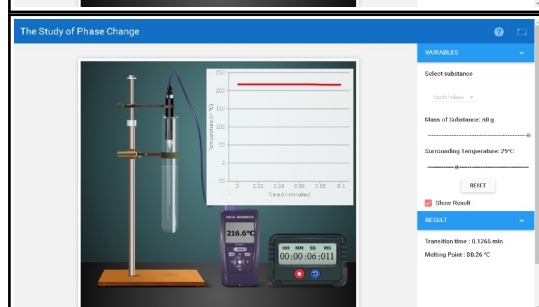 The Study of Phase Change
VARIABLES
Select substance
Mass of Substance: 60 g
Surrounding Temperature: 29°C
RESET
Show Result
RESULT
Transition time : 0.1265 min
Melting Point : 80.26 °C
250
200
150
100
50
0
Temperature (in °C)
0
0.02
0.04
0.06
0.08
0.1
Time (in minutes)
216.6°C
HH MM SS MS
00:00:06:011